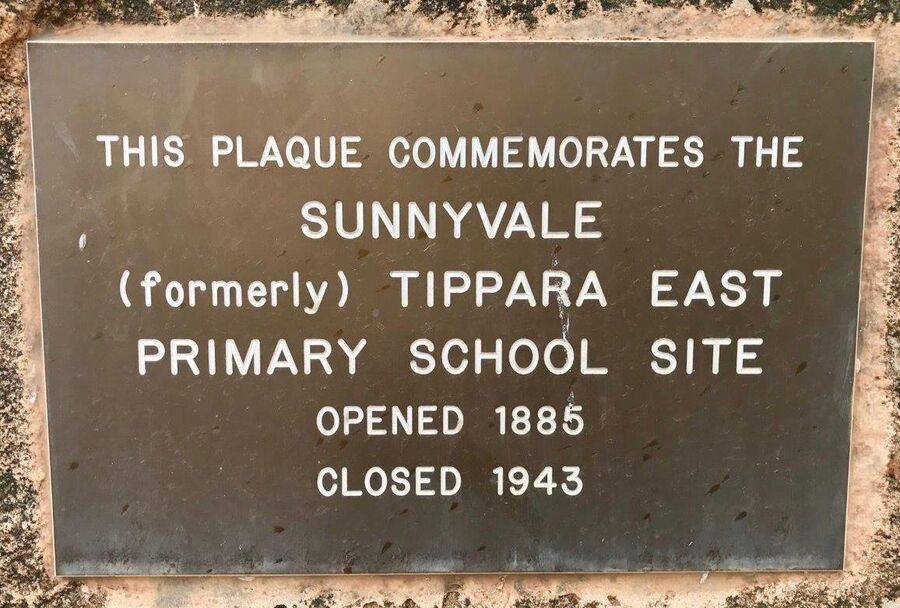 THIS PLAQUE COMMEMORATES THE
SUNNYVALE
(formerly) TIPPARA EAST
PRIMARY SCHOOL SITE
OPENED 1885
CLOSED 1943